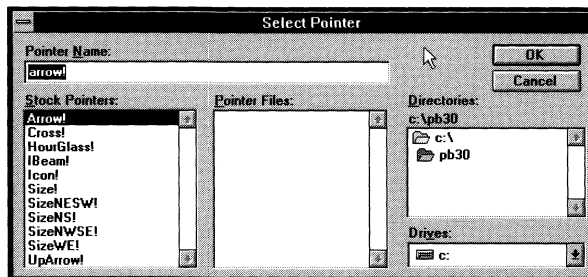 Select Pointer
Pointer Name:
arrow!
OK
Cancel
Stock Pointers:
Arrow!
Cross!
HourGlass!
IBeam!
Icon!
Size!
SizeNESW!
SizeNS!
SizeNWSE!
SizeWE!
UpArrow!
Pointer Files:
Directories:
c:\pb30
c:\
pb30
Drives:
c: